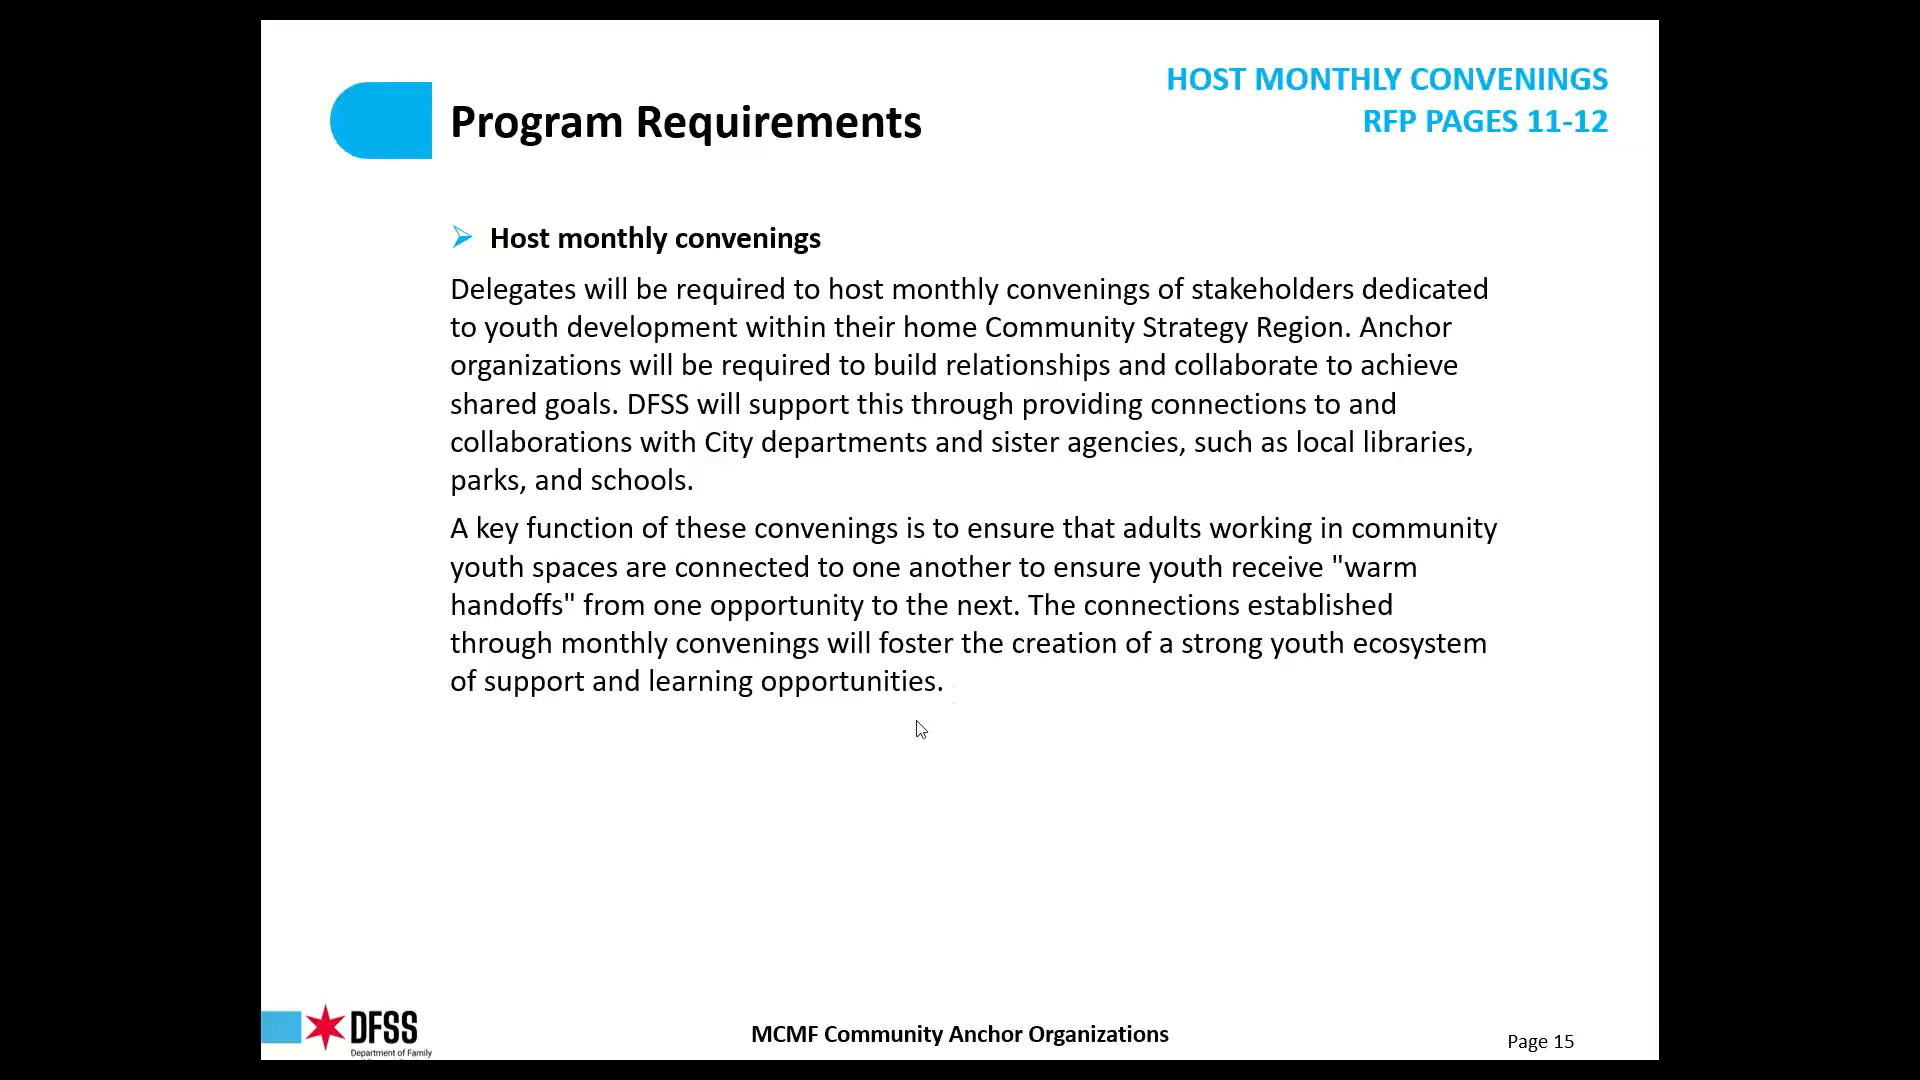 HOST MONTHLY CONVENINGS
RFP PAGES 11-12
Program Requirements
Host monthly convenings
Delegates will be required to host monthly convenings of stakeholders dedicated
to youth development within their home Community Strategy Region. Anchor
organizations will be required to build relationships and collaborate to achieve
shared goals. DFSS will support this through providing connections to and
collaborations with City departments and sister agencies, such as local libraries,
parks, and schools.
A key function of these convenings is to ensure that adults working in community
youth spaces are connected to one another to ensure youth receive "warm
handoffs" from one opportunity to the next. The connections established
through monthly convenings will foster the creation of a strong youth ecosystem
of support and learning opportunities.
DFSS
Department of Family
MCMF Community Anchor Organizations
Page 15